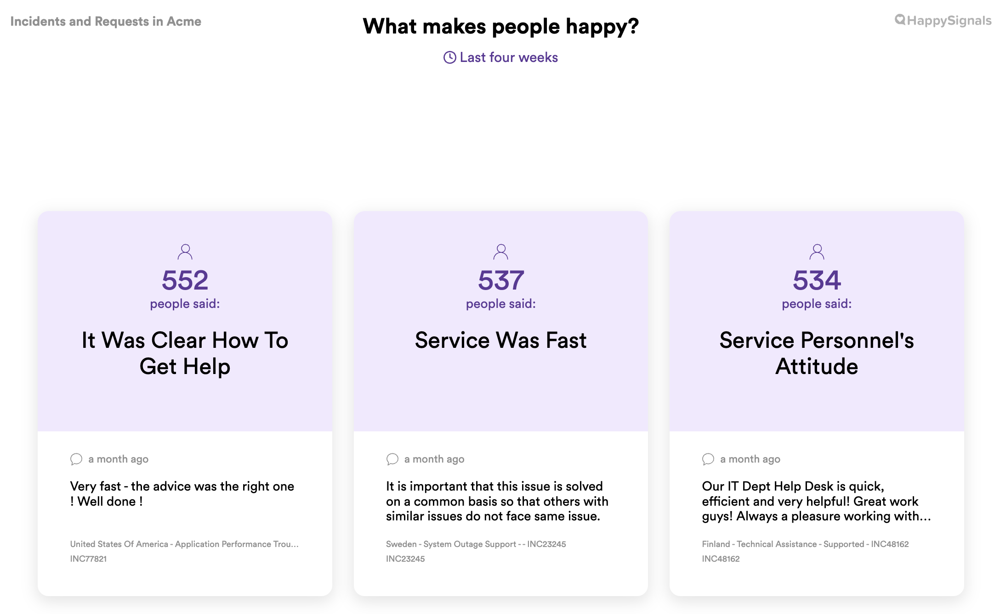 Incidents and Requests in Acme
What makes people happy?
HappySignals
Last four weeks
552
people said:
It Was Clear How To
Get Help
a month ago
Very fast - the advice was the right one
! Well done !
United States Of America - Application Performance Trou...
INC77821
537
people said:
Service Was Fast
a month ago
It is important that this issue is solved
on a common basis so that others with
similar issues do not face same issue.
Sweden - System Outage Support - - INC23245
INC23245
534
people said:
Service Personnel's
Attitude
a month ago
Our IT Dept Help Desk is quick,
efficient and very helpful! Great work
guys! Always a pleasure working with...
Finland - Technical Assistance - Supported - INC48162
INC48162